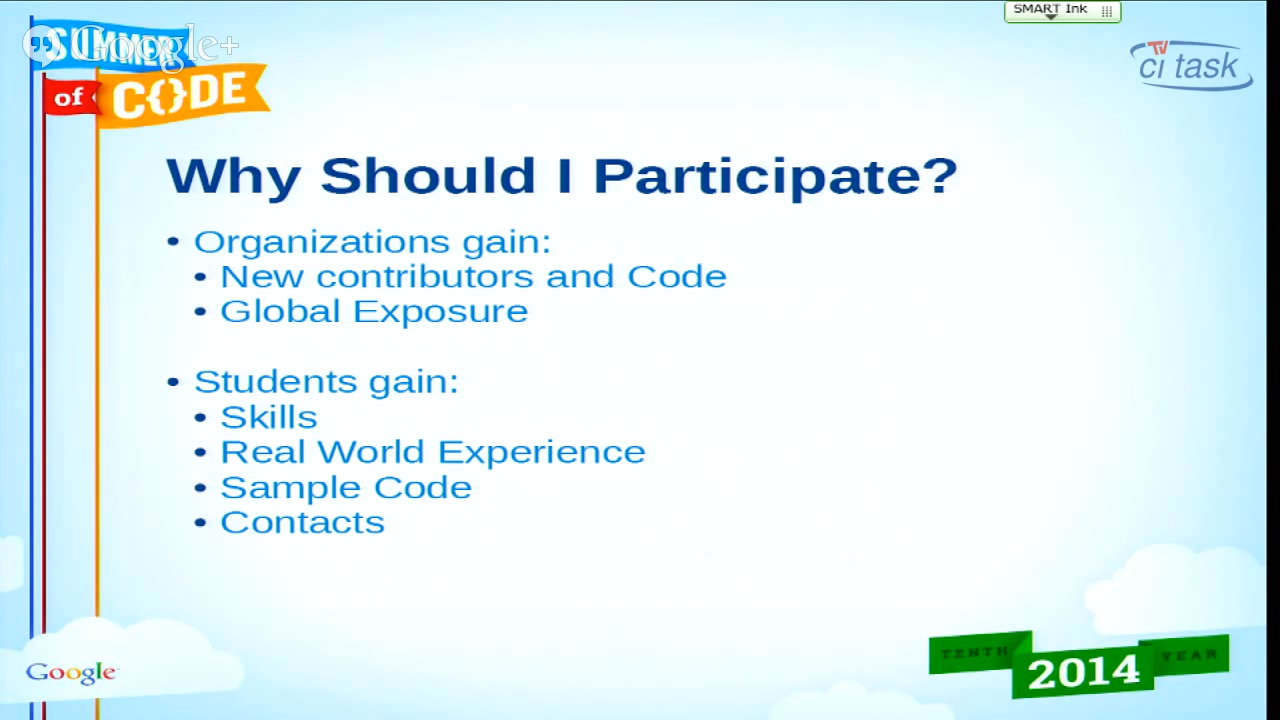 SMART Ink
SUMMER
Google+
of
C{}DE
TV
ci task
Why Should I Participate?
• Organizations gain:
• New contributors and Code
• Global Exposure
• Students gain:
• Skills
• Real World Experience
• Sample Code
• Contacts
Google
TENTH
2014
YEAR